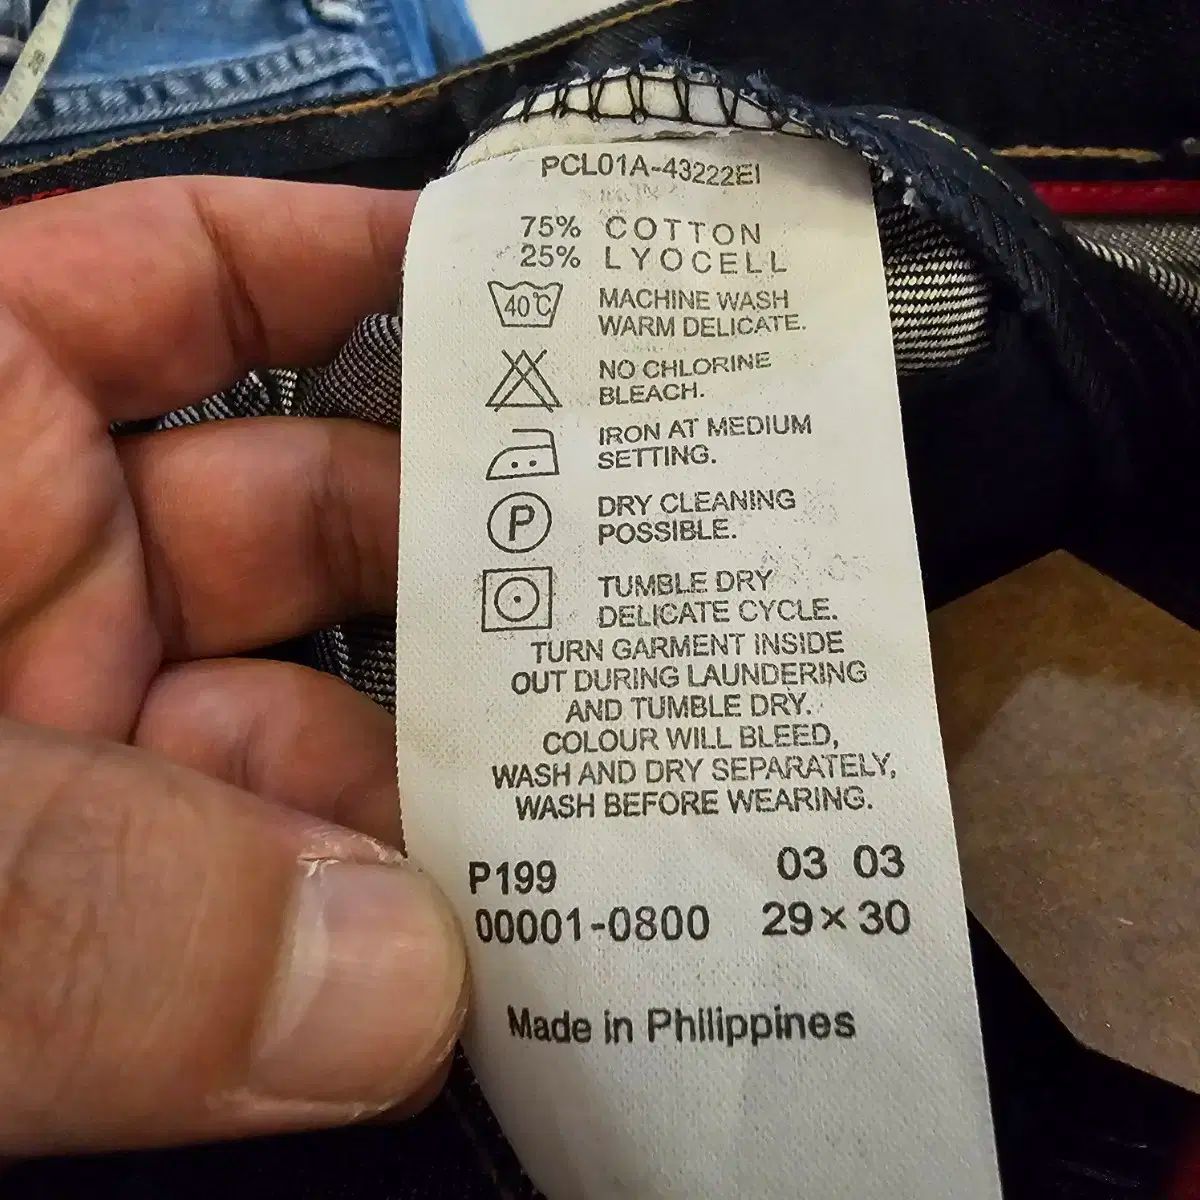 PCL01A-43222EI
75% COTTON
25% LYOCELL
40°C MACHINE WASH
WARM DELICATE.
NO CHLORINE
BLEACH.
IRON AT MEDIUM
SETTING.
P DRY CLEANING
POSSIBLE.
TUMBLE DRY
DELICATE CYCLE.
TURN GARMENT INSIDE
OUT DURING LAUNDERING
AND TUMBLE DRY.
COLOUR WILL BLEED,
WASH AND DRY SEPARATELY,
WASH BEFORE WEARING.
P199 03 03
00001-0800 29×30
Made in Philippines